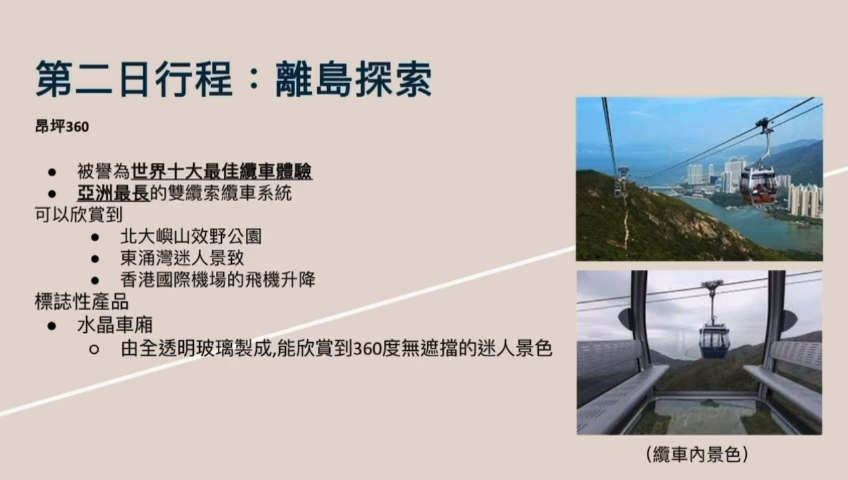 第二日行程：離島探索
昂坪360
● 被譽為世界十大最佳纜車體驗
● 亞洲最長的雙纜索纜車系統
可以欣賞到
● 北大嶼山效野公園
● 東涌灣迷人景致
● 香港國際機場的飛機升降
標誌性產品
● 水晶車廂
○ 由全透明玻璃製成,能欣賞到360度無遮擋的迷人景色
(纜車內景色)